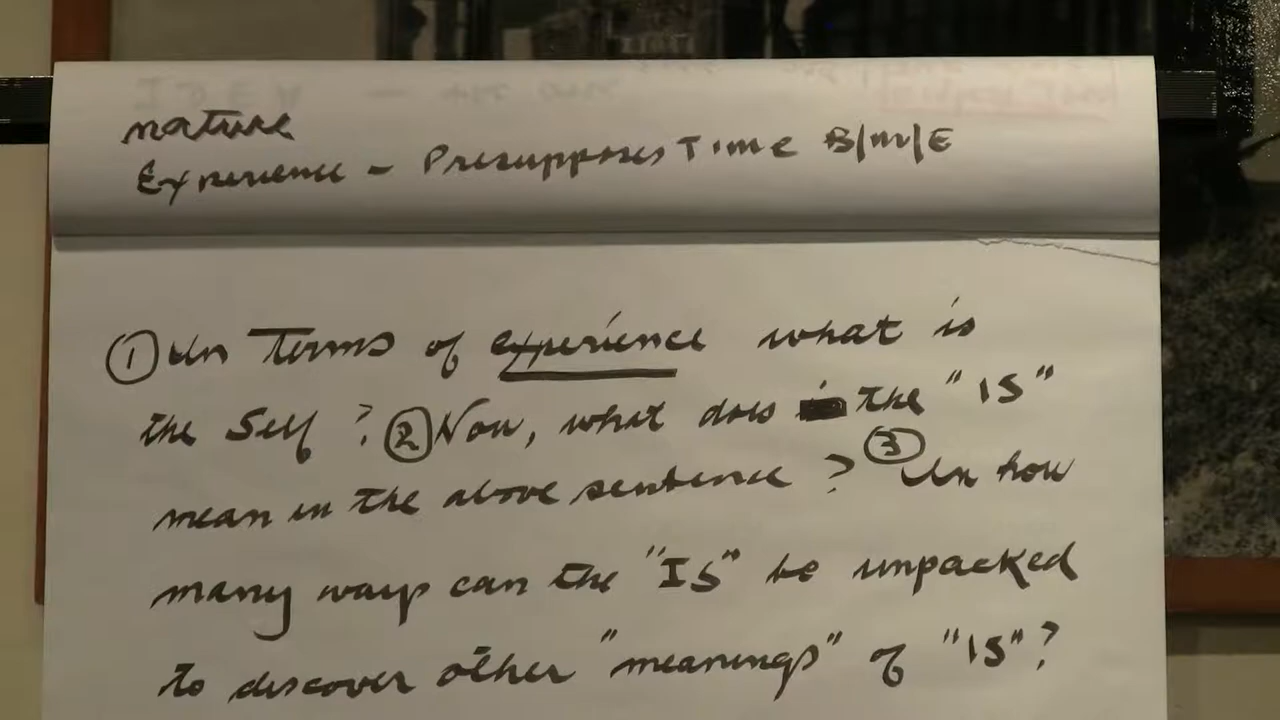 nature
Experience - Presupposes Time B/M/E
① In Terms of experience what is
the Self? ② Now, what does the "IS"
mean in the above sentence? ③ In how
many ways can the "IS" be unpacked
to discover other "meanings" of "IS"?